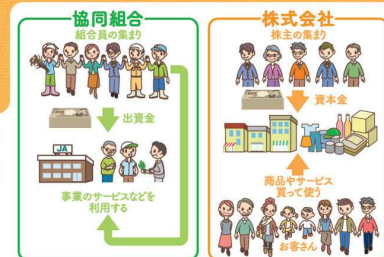 協同組合
組合員の集まり
出資金
JA
事業のサービスなどを
利用する
株式会社
株主の集まり
資本金
商品やサービス
買って使う
お客さん